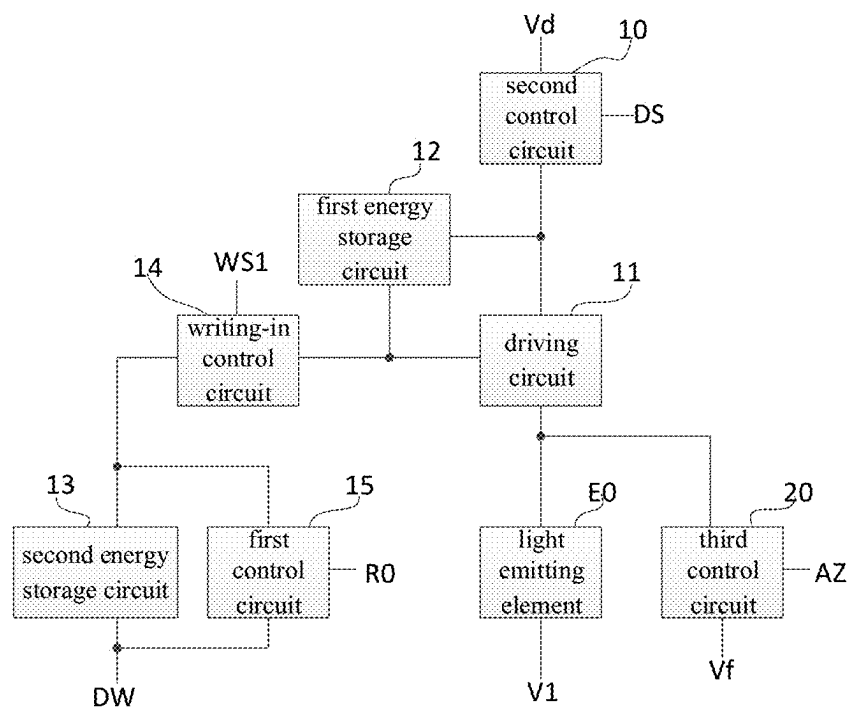 Vd
10
second
control
circuit
DS
12
first energy
storage
circuit
WS1
14
writing-in
control
circuit
11
driving
circuit
13
second energy
storage circuit
15
first
control
circuit
R0
E0
light
emitting
element
20
third
control
circuit
AZ
DW
V1
Vf